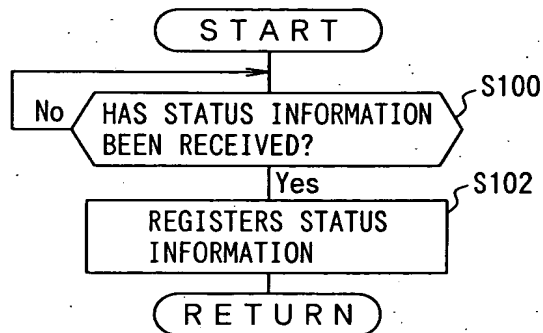 START
S100
No
HAS STATUS INFORMATION
BEEN RECEIVED?
Yes
S102
REGISTERS STATUS
INFORMATION
RETURN